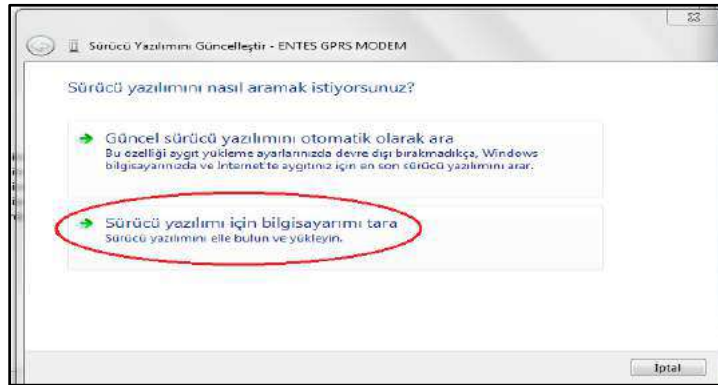 Sürücü Yazılımını Güncelleştir - ENTES GPRS MODEM
Sürücü yazılımını nasıl aramak istiyorsunuz?
Güncel sürücü yazılımını otomatik olarak ara
Bu özelliği aygıt yükleme ayarlarınızda devre dışı bırakmadıkça, Windows
bilgisayarınızda ve Internet'te aygıtınız için en son sürücü yazılımını arar.
Sürücü yazılımı için bilgisayarımı tara
Sürücü yazılımını elle bulun ve yükleyin.
İptal